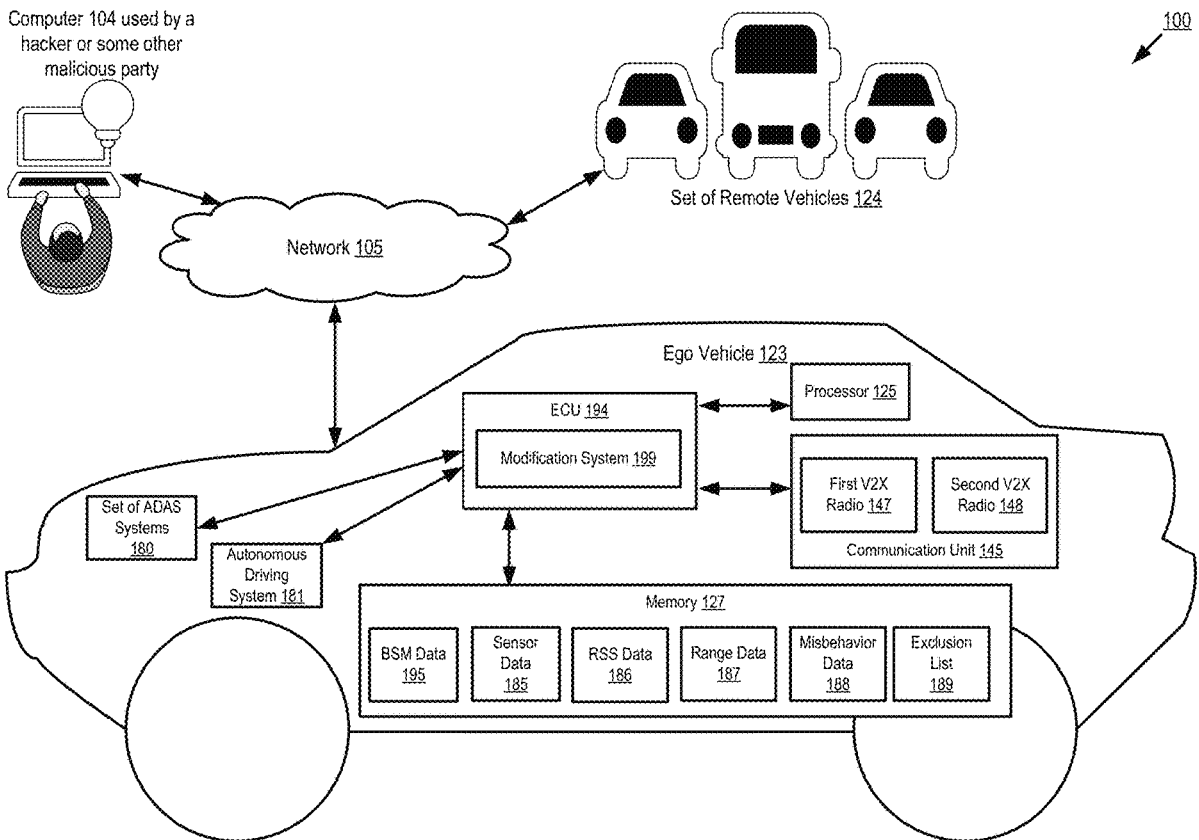 Computer 104 used by a
hacker or some other
malicious party
100
Set of Remote Vehicles 124
Network 105
Ego Vehicle 123
Processor 125
ECU 194
Modification System 199
First V2X
Radio 147
Second V2X
Radio 148
Communication Unit 145
Set of ADAS
Systems
180
Autonomous
Driving
System 181
Memory 127
BSM Data
195
Sensor
Data
185
RSS Data
186
Range Data
187
Misbehavior
Data
188
Exclusion
List
189